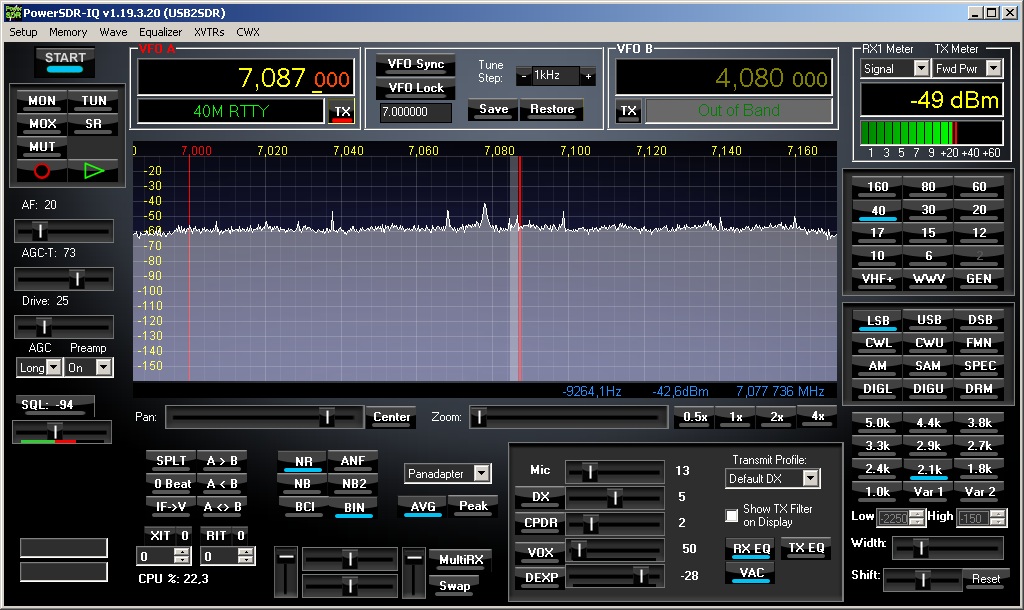 PowerSDR-IQ v1.19.3.20 (USB2SDR)
Setup Memory Wave Equalizer XVTRs CWX
START
MON TUN
MOX SR
MUT
AF: 20
AGC-T: 73
Drive: 25
AGC Preamp
Long On
SQL: -94
VFO A
7,087 000
40M RTTY TX
VFO Sync
VFO Lock
7.000000
Tune
Step: - 1kHz +
Save Restore
VFO B
4,080 000
TX Out of Band
RX1 Meter TX Meter
Signal Fwd Pwr
-49 dBm
1 3 5 7 9 +20 +40 +60
0 7,000 7,020 7,040 7,060 7,080 7,100 7,120 7,140 7,160
-20
-30
-40
-50
-60
-70
-80
-90
-100
-110
-120
-130
-140
-150
-9264,1Hz -42,6dBm 7,077 736 MHz
Pan: Center Zoom: 0.5x 1x 2x 4x
160 80 60
40 30 20
17 15 12
10 6 2
VHF+ WWV GEN
LSB USB DSB
CWL CWU FMN
AM SAM SPEC
DIGL DIGU DRM
5.0k 4.4k 3.8k
3.3k 2.9k 2.7k
2.4k 2.1k 1.8k
1.0k Var 1 Var 2
Low -2250 High -150
Width:
Shift: Reset
SPLT A > B
0 Beat A < B
IF->V A <> B
XIT 0 RIT 0
0 0
CPU %: 22,3
NR ANF
NB NB2
BCI BIN
Panadapter
AVG Peak
MultiRX
Swap
Mic 13
DX 5
CPDR 2
VOX 50
DEXP -28
Transmit Profile:
Default DX
Show TX Filter
on Display
RX EQ TX EQ
VAC